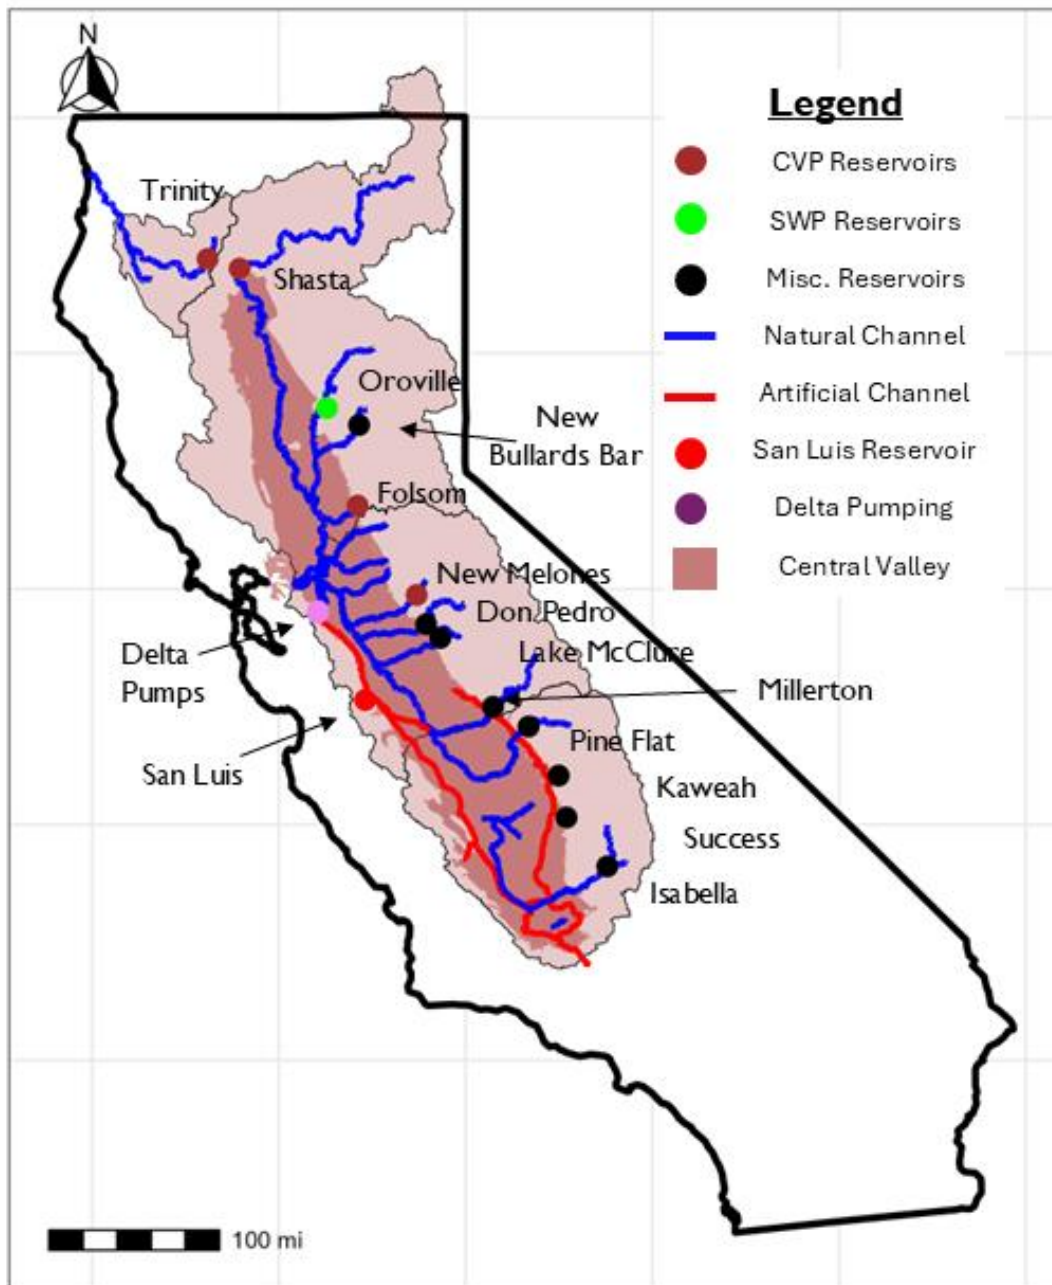 N
Legend
CVP Reservoirs
SWP Reservoirs
Misc. Reservoirs
Natural Channel
Artificial Channel
San Luis Reservoir
Delta Pumping
Central Valley
Trinity
Shasta
Oroville
New
Bullards Bar
Folsom
New Melones
Don Pedro
Lake McClure
Delta
Pumps
Millerton
San Luis
Pine Flat
Kaweah
Success
Isabella
100 mi